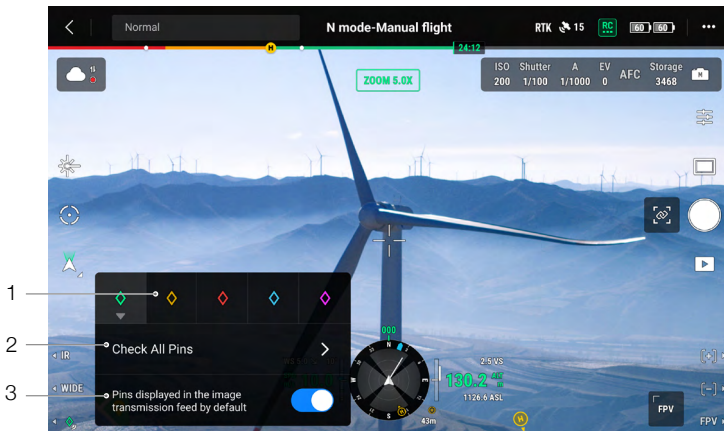 Normal
N mode-Manual flight
RTK
15
RC
60 60
H
24:12
ZOOM 5.0X
ISO Shutter A EV Storage
200 1/100 1/1000 0 AFC 3468
M
1
2
Check All Pins
3
Pins displayed in the image
transmission feed by default
IR
WIDE
000
N
E
S
W
2.5 VS
130.2
1126.6 ASL
43m
H
FPV
FPV